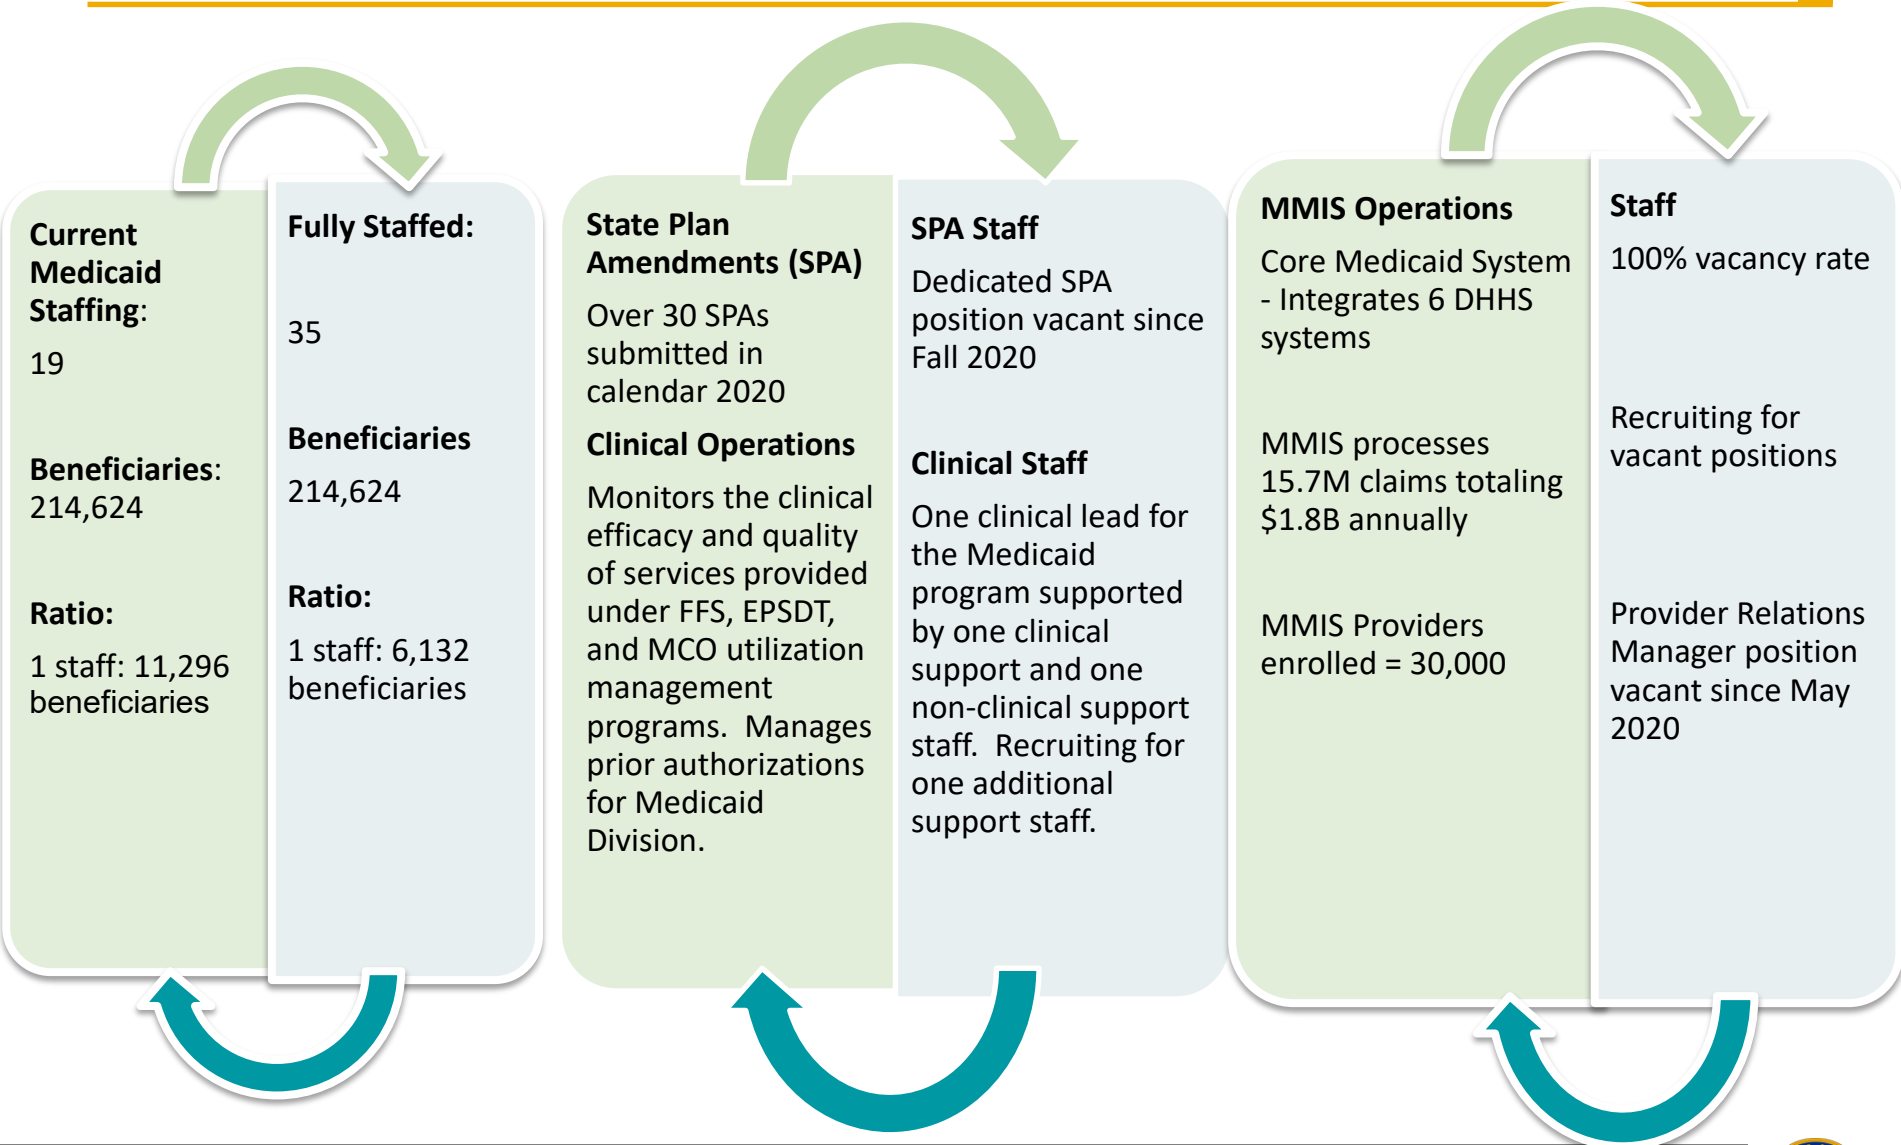 Current
Medicaid
Staffing:
19
Beneficiaries:
214,624
Ratio:
1 staff: 11,296
beneficiaries
Fully Staffed:
35
Beneficiaries
214,624
Ratio:
1 staff: 6,132
beneficiaries
State Plan
Amendments (SPA)
Over 30 SPAs
submitted in
calendar 2020
Clinical Operations
Monitors the clinical
efficacy and quality
of services provided
under FFS, EPSDT,
and MCO utilization
management
programs.  Manages
prior authorizations
for Medicaid
Division.
SPA Staff
Dedicated SPA
position vacant since
Fall 2020
Clinical Staff
One clinical lead for
the Medicaid
program supported
by one clinical
support and one
non-clinical support
staff.  Recruiting for
one additional
support staff.
MMIS Operations
Core Medicaid System
- Integrates 6 DHHS
systems
MMIS processes
15.7M claims totaling
$1.8B annually
MMIS Providers
enrolled = 30,000
Staff
100% vacancy rate
Recruiting for
vacant positions
Provider Relations
Manager position
vacant since May
2020